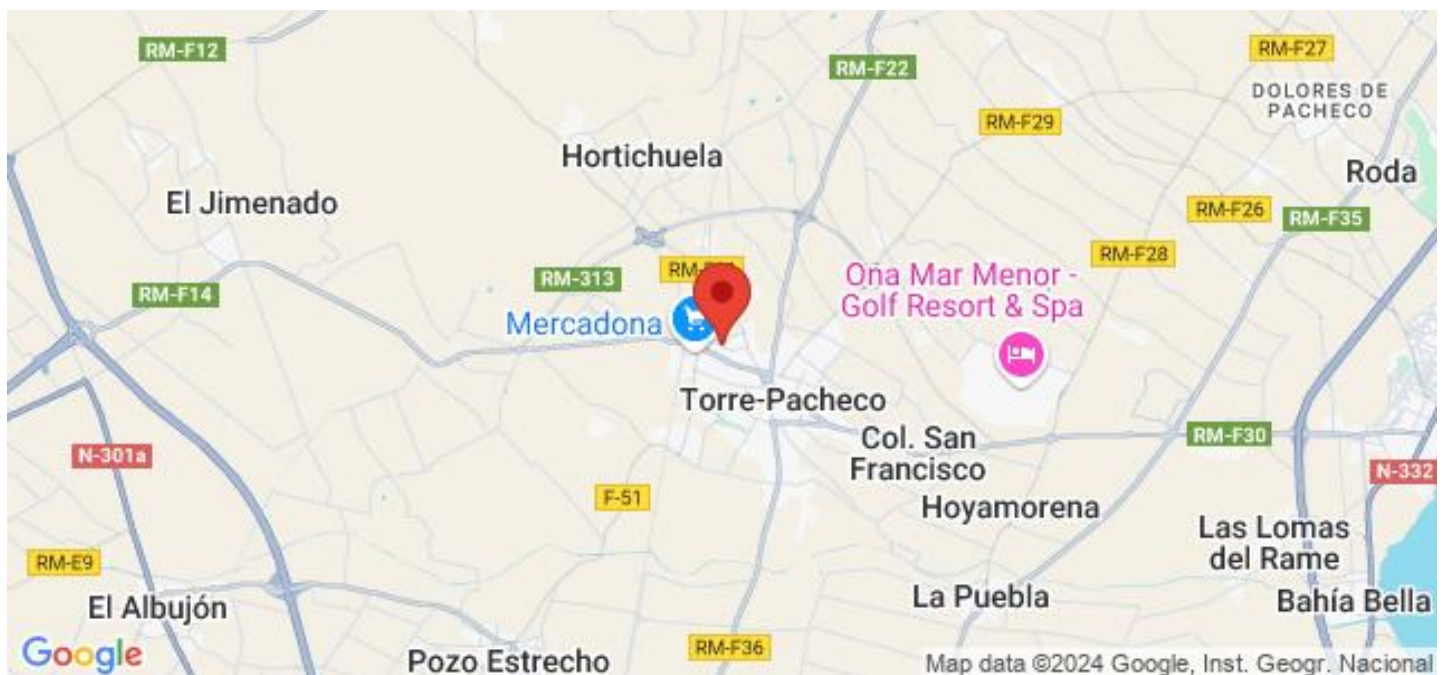 RM-F12
RM-F22
RM-F27
DOLORES DE
PACHECO
RM-F29
Hortichuela
Roda
El Jimenado
RM-F26
RM-F35
RM-F28
RM-313
Ona Mar Menor -
Golf Resort & Spa
RM-F14
Mercadona
Torre-Pacheco
Col. San
Francisco
RM-F30
N-301a
N-332
F-51
Hoyamorena
Las Lomas
del Rame
RM-E9
El Albujón
La Puebla
Bahía Bella
Google
Pozo Estrecho
RM-F36
Map data ©2024 Google, Inst. Geogr. Nacional